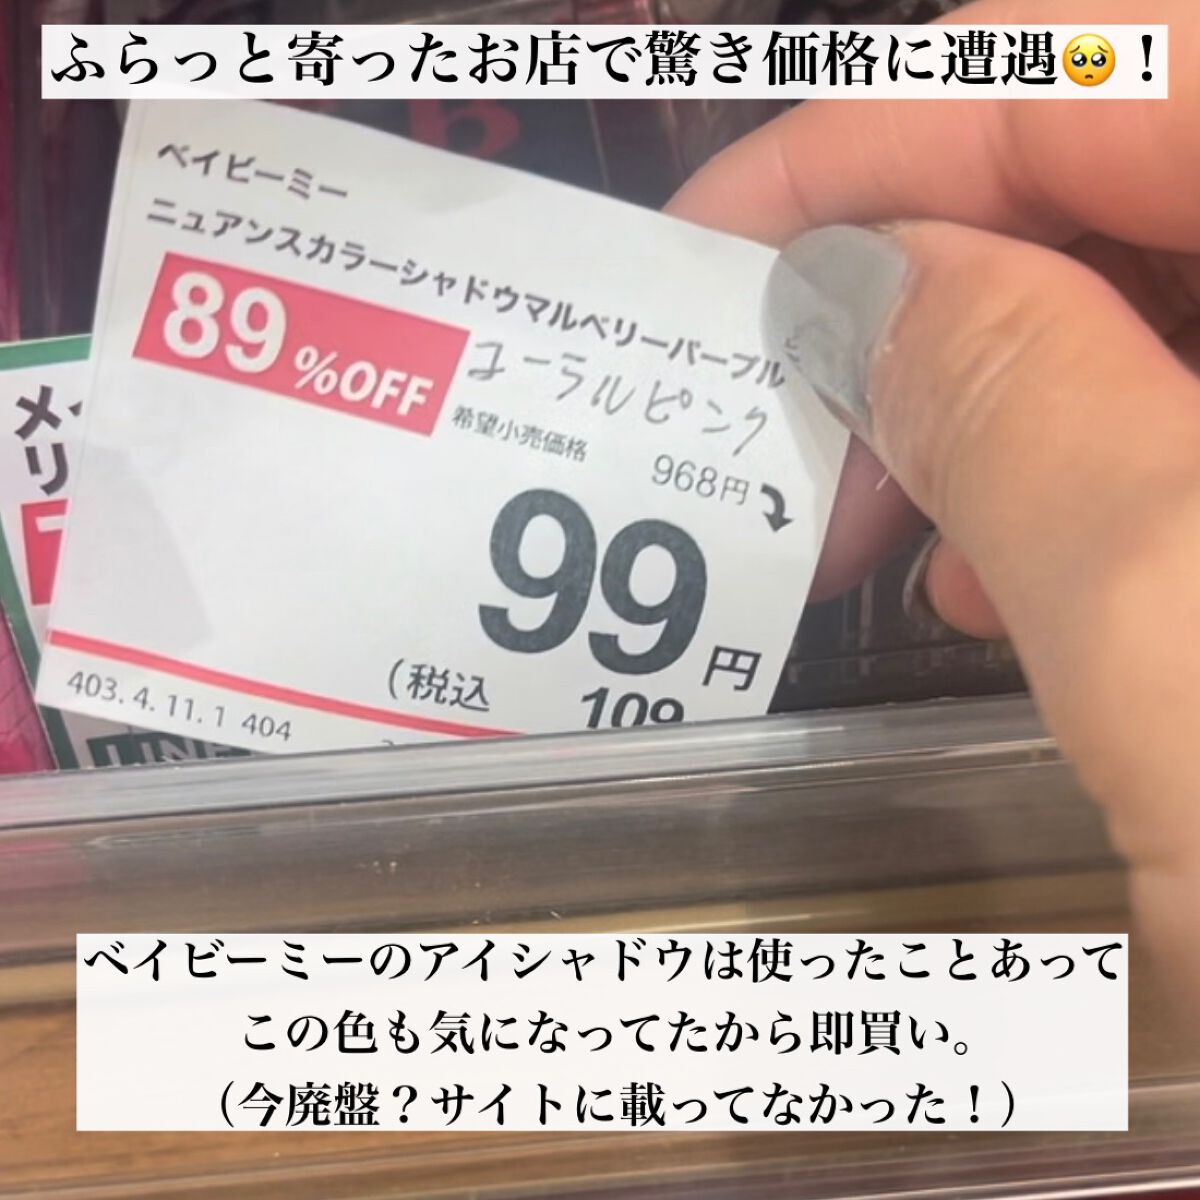 ふらっと寄ったお店で驚き価格に遭遇🥺！
ベイビーミー
ニュアンスカラーシャドウマルベリーパープル
89%OFF
コーラルピンク
希望小売価格 968円
99円
(税込 109
403.4.11.1 404
ベイビーミーのアイシャドウは使ったことあって
この色も気になってたから即買い。
（今廃盤？サイトに載ってなかった！）